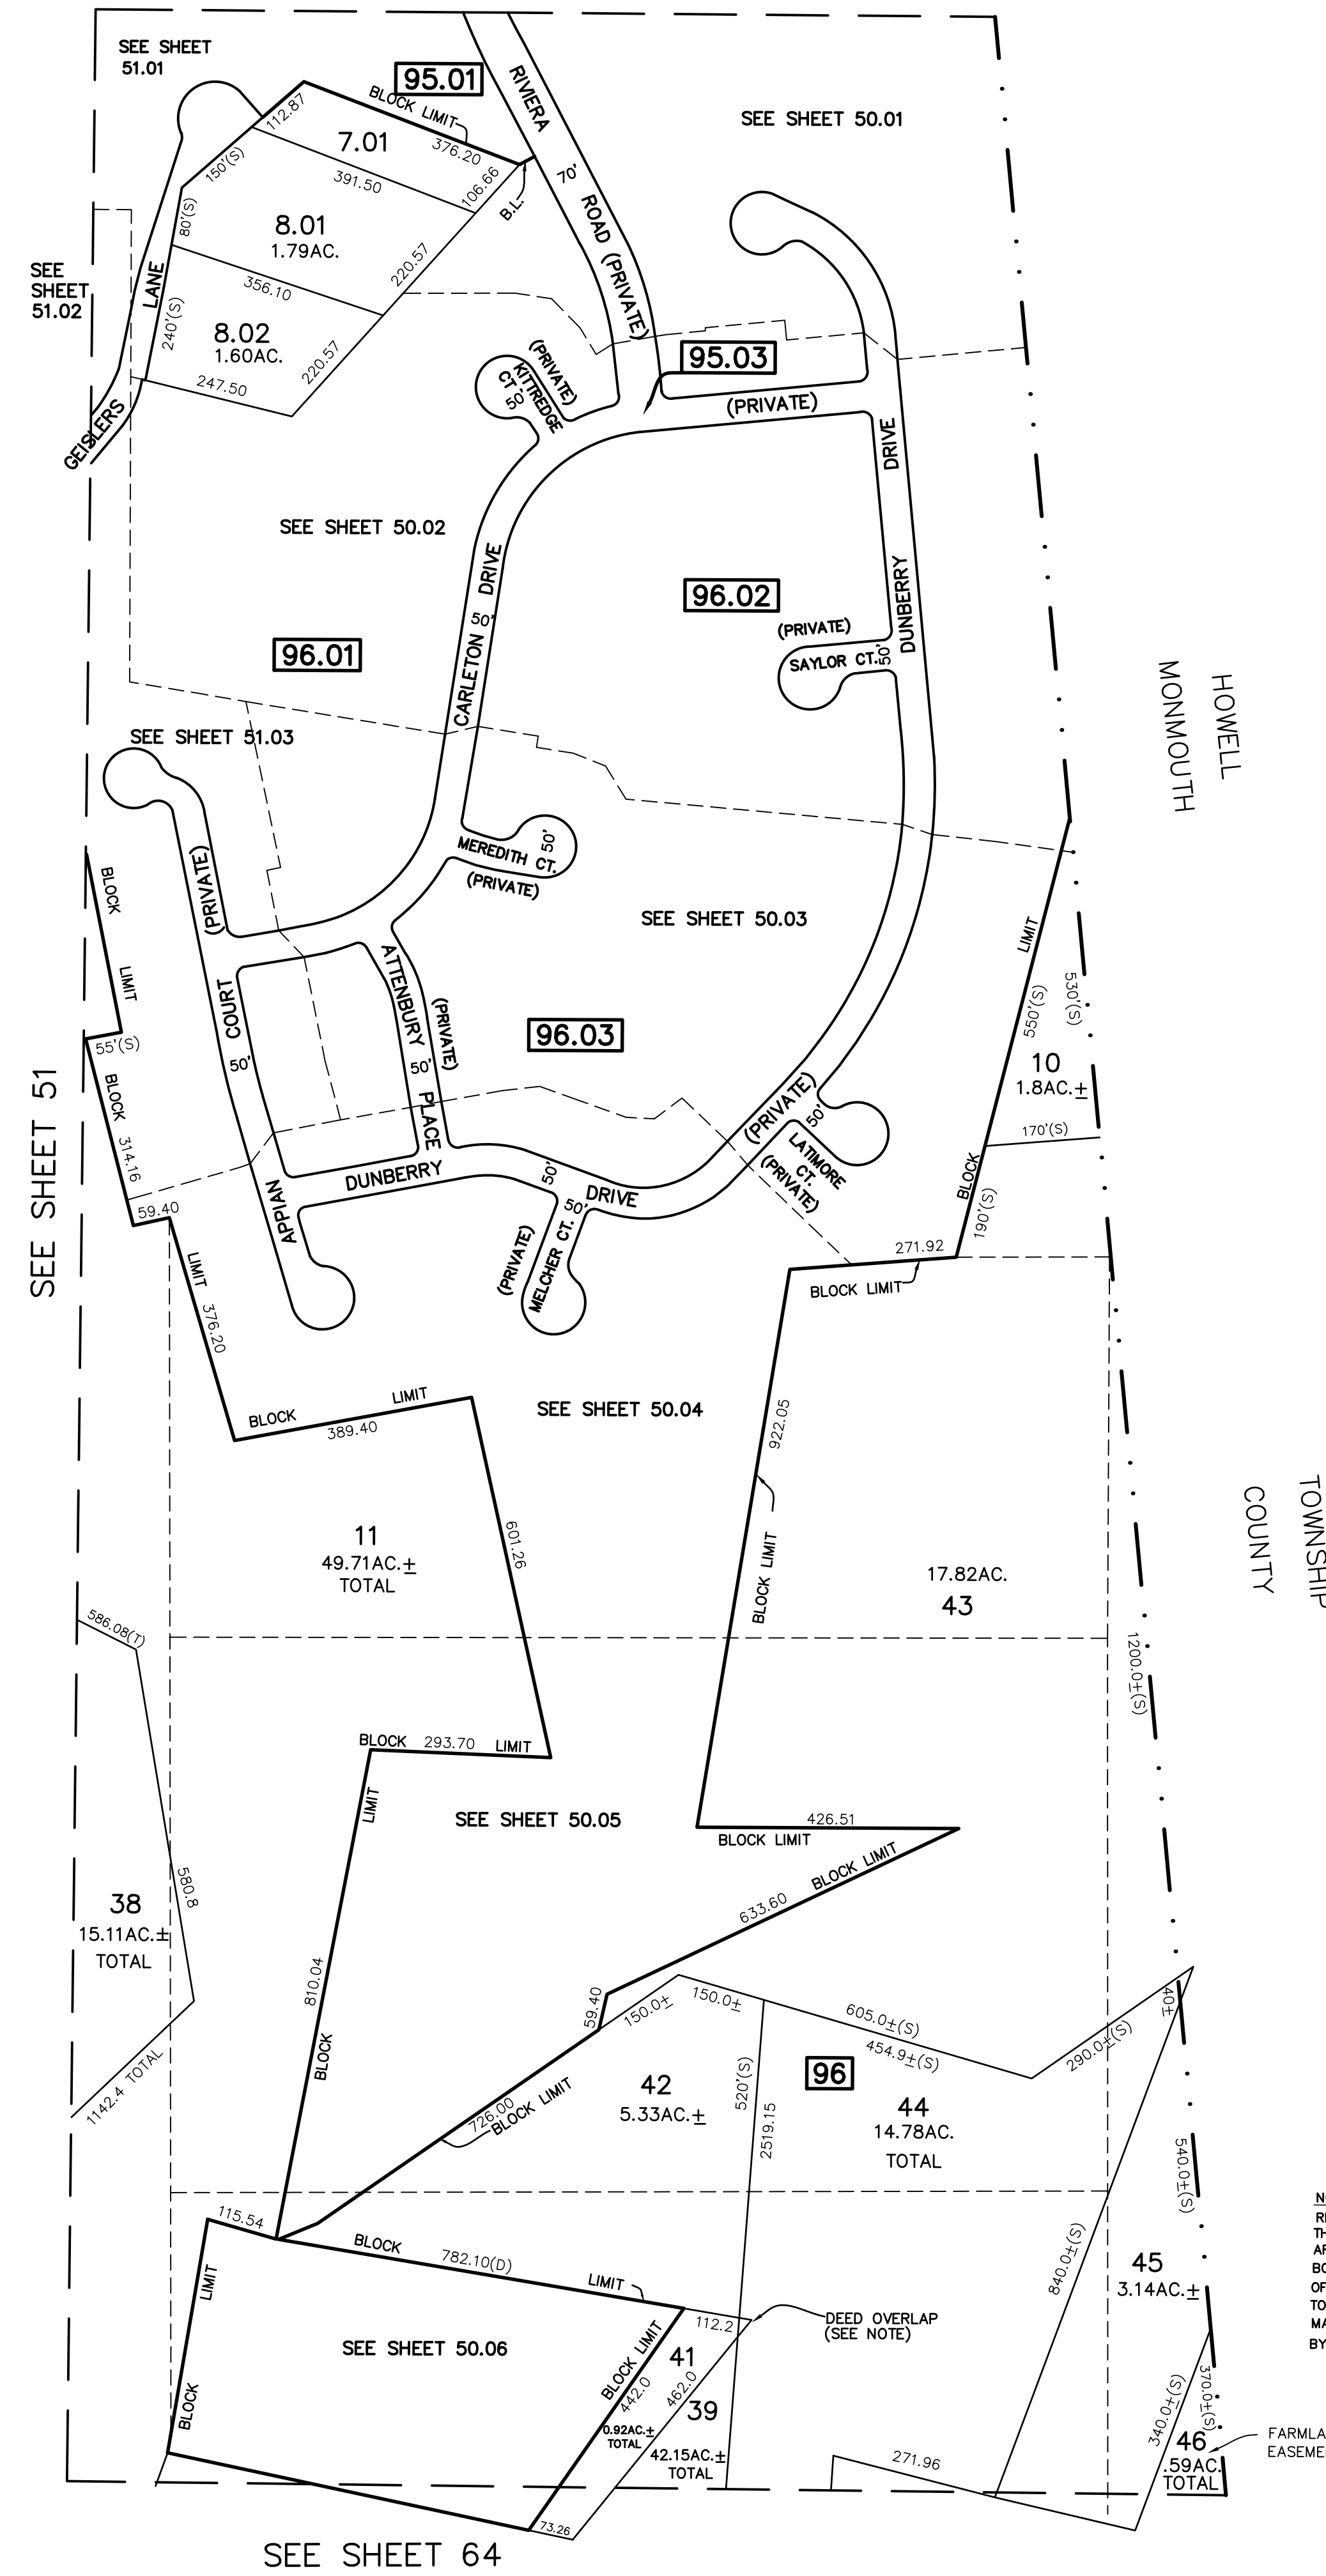 SEE SHEET
51.01
95.01
BLOCK LIMIT
RIVIERA
70'
ROAD (PRIVATE)
SEE SHEET 50.01
112.87
7.01
376.20
150'(S)
391.50
106.66
B.L.
80'(S)
8.01
1.79AC.
220.57
SEE
SHEET
51.02
LANE
356.10
240'(S)
8.02
1.60AC.
220.57
247.50
GEISLERS
(PRIVATE)
KITTREDGE
CT.
50'
95.03
(PRIVATE)
DRIVE
SEE SHEET 50.02
DRIVE
50'
CARLETON
96.02
DUNBERRY
(PRIVATE)
SAYLOR CT.
50'
96.01
HOWELL
MONMOUTH
SEE SHEET 51.03
MEREDITH CT.
50'
(PRIVATE)
(PRIVATE)
BLOCK
LIMIT
SEE SHEET 50.03
LIMIT
ATTENBURY
(PRIVATE)
50'
PLACE
COURT
50'
55'(S)
96.03
530'(S)
550'(S)
10
1.8AC.±
SEE SHEET 51
BLOCK
314.16
(PRIVATE)
50'
170'(S)
LATIMORE
CT.
(PRIVATE)
BLOCK
190'(S)
DUNBERRY
50'
DRIVE
50'
59.40
APPIAN
(PRIVATE)
MELCHER CT.
271.92
BLOCK LIMIT
LIMIT
376.20
BLOCK
LIMIT
389.40
SEE SHEET 50.04
922.05
601.26
11
49.71AC.±
TOTAL
BLOCK LIMIT
17.82AC.
43
TOWNSHIP
COUNTY
586.08(T)
1200.0±(S)
BLOCK
293.70
LIMIT
LIMIT
SEE SHEET 50.05
426.51
BLOCK LIMIT
BLOCK LIMIT
633.60
580.8
38
15.11AC.±
TOTAL
810.04
BLOCK
59.40
150.0±
150.0±
605.0±(S)
454.9±(S)
290.0±(S)
40±
1142.4 TOTAL
96
42
5.33AC.±
520'(S)
2519.15
44
14.78AC.
TOTAL
726.00
BLOCK LIMIT
540.0±(S)
115.54
BLOCK
782.10(D)
LIMIT
LIMIT
840.0±(S)
45
3.14AC.±
112.2
DEED OVERLAP
(SEE NOTE)
SEE SHEET 50.06
BLOCK LIMIT
442.0
41
462.0
39
0.92AC.±
TOTAL
42.15AC.±
TOTAL
BLOCK
370.0±(S)
340.0±(S)
46
.59AC.
TOTAL
FARMLA
EASEME
271.96
73.26
SEE SHEET 64